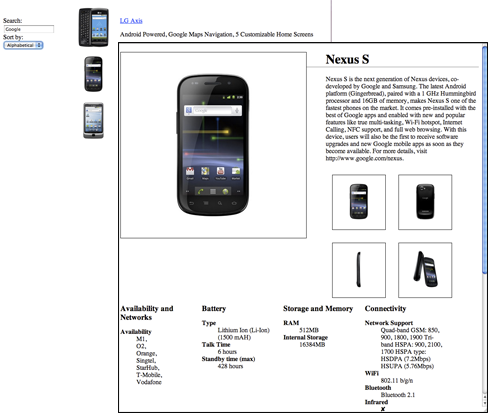 Search:
Google
Sort by:
Alphabetical
LG Axis
Android Powered, Google Maps Navigation, 5 Customizable Home Screens
Nexus S
Nexus S is the next generation of Nexus devices, co-
developed by Google and Samsung. The latest Android
platform (Gingerbread), paired with a 1 GHz Hummingbird
processor and 16GB of memory, makes Nexus S one of the
fastest phones on the market. It comes pre-installed with the
best of Google apps and enabled with new and popular
features like true multi-tasking, Wi-Fi hotspot, Internet
Calling, NFC support, and full web browsing. With this
device, users will also be the first to receive software
upgrades and new Google mobile apps as soon as they
become available. For more details, visit
http://www.google.com/nexus.
Availability and
Networks
Availability
M1,
O2,
Orange,
Singtel,
StarHub,
T-Mobile,
Vodafone
Battery
Type
Lithium Ion (Li-Ion)
(1500 mAH)
Talk Time
6 hours
Standby time (max)
428 hours
Storage and Memory
RAM
512MB
Internal Storage
16384MB
Connectivity
Network Support
Quad-band GSM: 850,
900, 1800, 1900 Tri-
band HSPA: 900, 2100,
1700 HSPA type:
HSDPA (7.2Mbps)
HSUPA (5.76Mbps)
WiFi
802.11 b/g/n
Bluetooth
Bluetooth 2.1
Infrared
✘